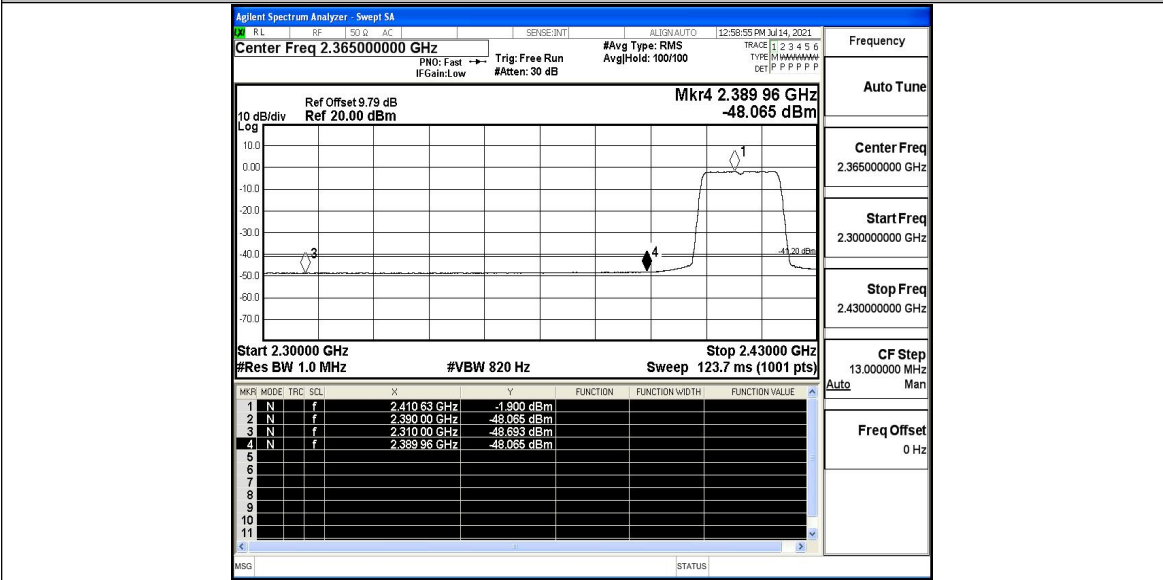 Agilent Spectrum Analyzer - Swept SA
RL RF 50 Ω AC SENSE:INT ALIGNAUTO 12:58:55 PM Jul 14, 2021
Center Freq 2.365000000 GHz
#Avg Type: RMS
TRACE 1 2 3 4 5 6
PNO: Fast Trig: Free Run
Avg|Hold: 100/100
TYPE M
IFGain:Low #Atten: 30 dB
DET P P P P P P
Mkr4 2.389 96 GHz
-48.065 dBm
Ref Offset 9.79 dB
10 dB/div Ref 20.00 dBm
Log
10.0
0.00
-10.0
-20.0
-30.0
-40.0
-50.0
-60.0
-70.0
1
3
4
-41.20 dBm
Start 2.30000 GHz Stop 2.43000 GHz
#Res BW 1.0 MHz #VBW 820 Hz Sweep 123.7 ms (1001 pts)
MKR MODE TRC SCL X Y FUNCTION FUNCTION WIDTH FUNCTION VALUE
1 N f 2.410 63 GHz -1.900 dBm
2 N f 2.390 00 GHz -48.065 dBm
3 N f 2.310 00 GHz -48.693 dBm
4 N f 2.389 96 GHz -48.065 dBm
5
6
7
8
9
10
11
MSG STATUS
Frequency
Auto Tune
Center Freq
2.365000000 GHz
Start Freq
2.300000000 GHz
Stop Freq
2.430000000 GHz
CF Step
13.000000 MHz
Auto Man
Freq Offset
0 Hz